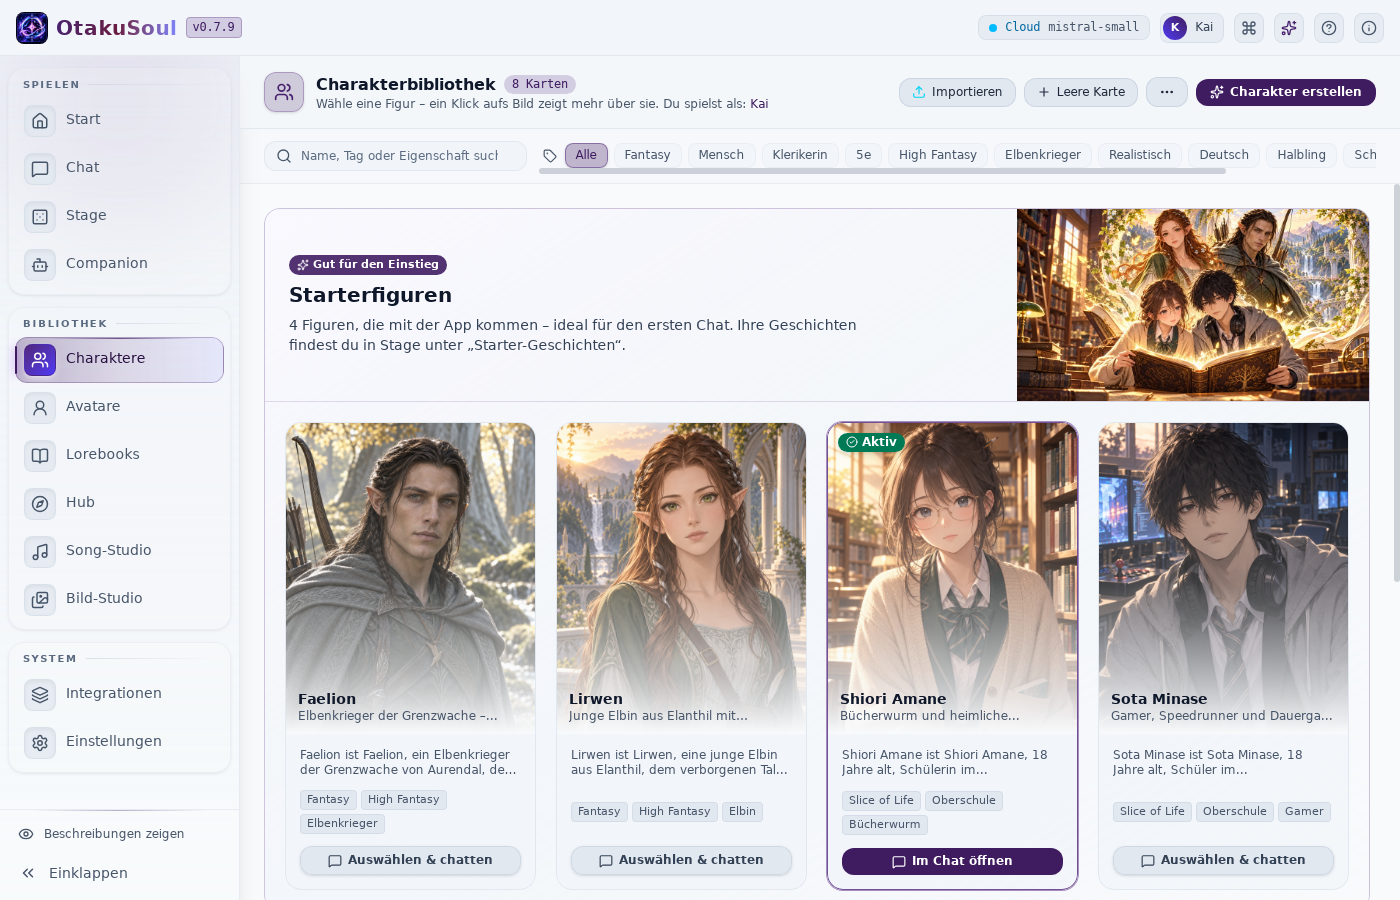 OtakuSoul v0.7.9
Cloud mistral-small
K Kai
SPIELEN
Start
Chat
Stage
Companion
BIBLIOTHEK
Charaktere
Avatare
Lorebooks
Hub
Song-Studio
Bild-Studio
SYSTEM
Integrationen
Einstellungen
Beschreibungen zeigen
Einklappen
Charakterbibliothek 8 Karten
Wähle eine Figur – ein Klick aufs Bild zeigt mehr über sie. Du spielst als: Kai
Importieren
Leere Karte
Charakter erstellen
Name, Tag oder Eigenschaft such
Alle Fantasy Mensch Klerikerin 5e High Fantasy Elbenkrieger Realistisch Deutsch Halbling Sch
Gut für den Einstieg
Starterfiguren
4 Figuren, die mit der App kommen – ideal für den ersten Chat. Ihre Geschichten
findest du in Stage unter „Starter-Geschichten“.
Faelion
Elbenkrieger der Grenzwache –...
Faelion ist Faelion, ein Elbenkrieger
der Grenzwache von Aurendal, de...
Fantasy High Fantasy
Elbenkrieger
Auswählen & chatten
Lirwen
Junge Elbin aus Elanthil mit...
Lirwen ist Lirwen, eine junge Elbin
aus Elanthil, dem verborgenen Tal...
Fantasy High Fantasy Elbin
Auswählen & chatten
Aktiv
Shiori Amane
Bücherwurm und heimliche...
Shiori Amane ist Shiori Amane, 18
Jahre alt, Schülerin im...
Slice of Life Oberschule
Bücherwurm
Im Chat öffnen
Sota Minase
Gamer, Speedrunner und Dauerga...
Sota Minase ist Sota Minase, 18
Jahre alt, Schüler im...
Slice of Life Oberschule Gamer
Auswählen & chatten